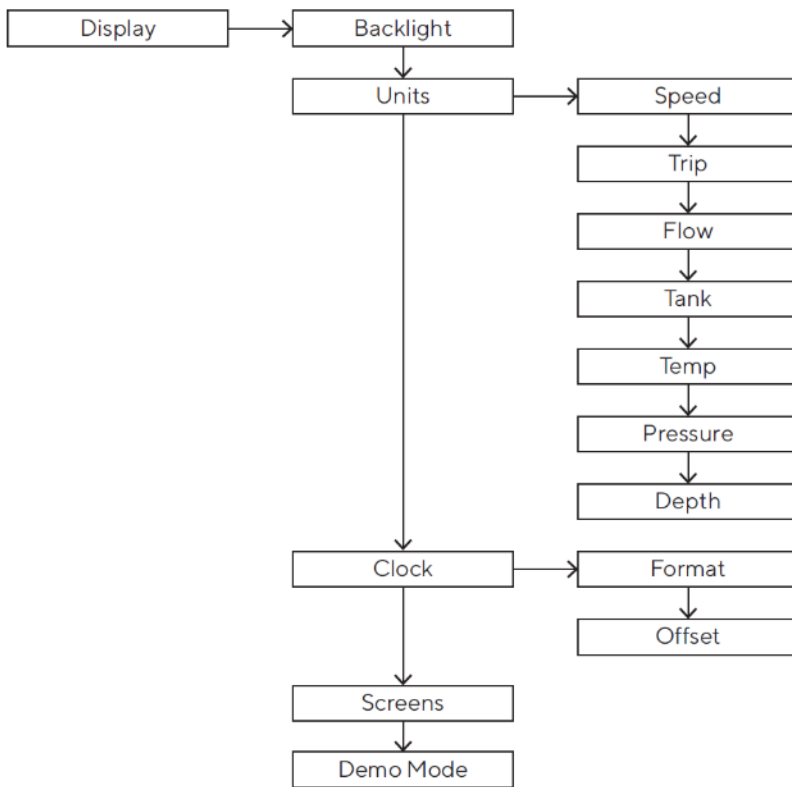 Display
Backlight
Units
Speed
Trip
Flow
Tank
Temp
Pressure
Depth
Clock
Format
Offset
Screens
Demo Mode